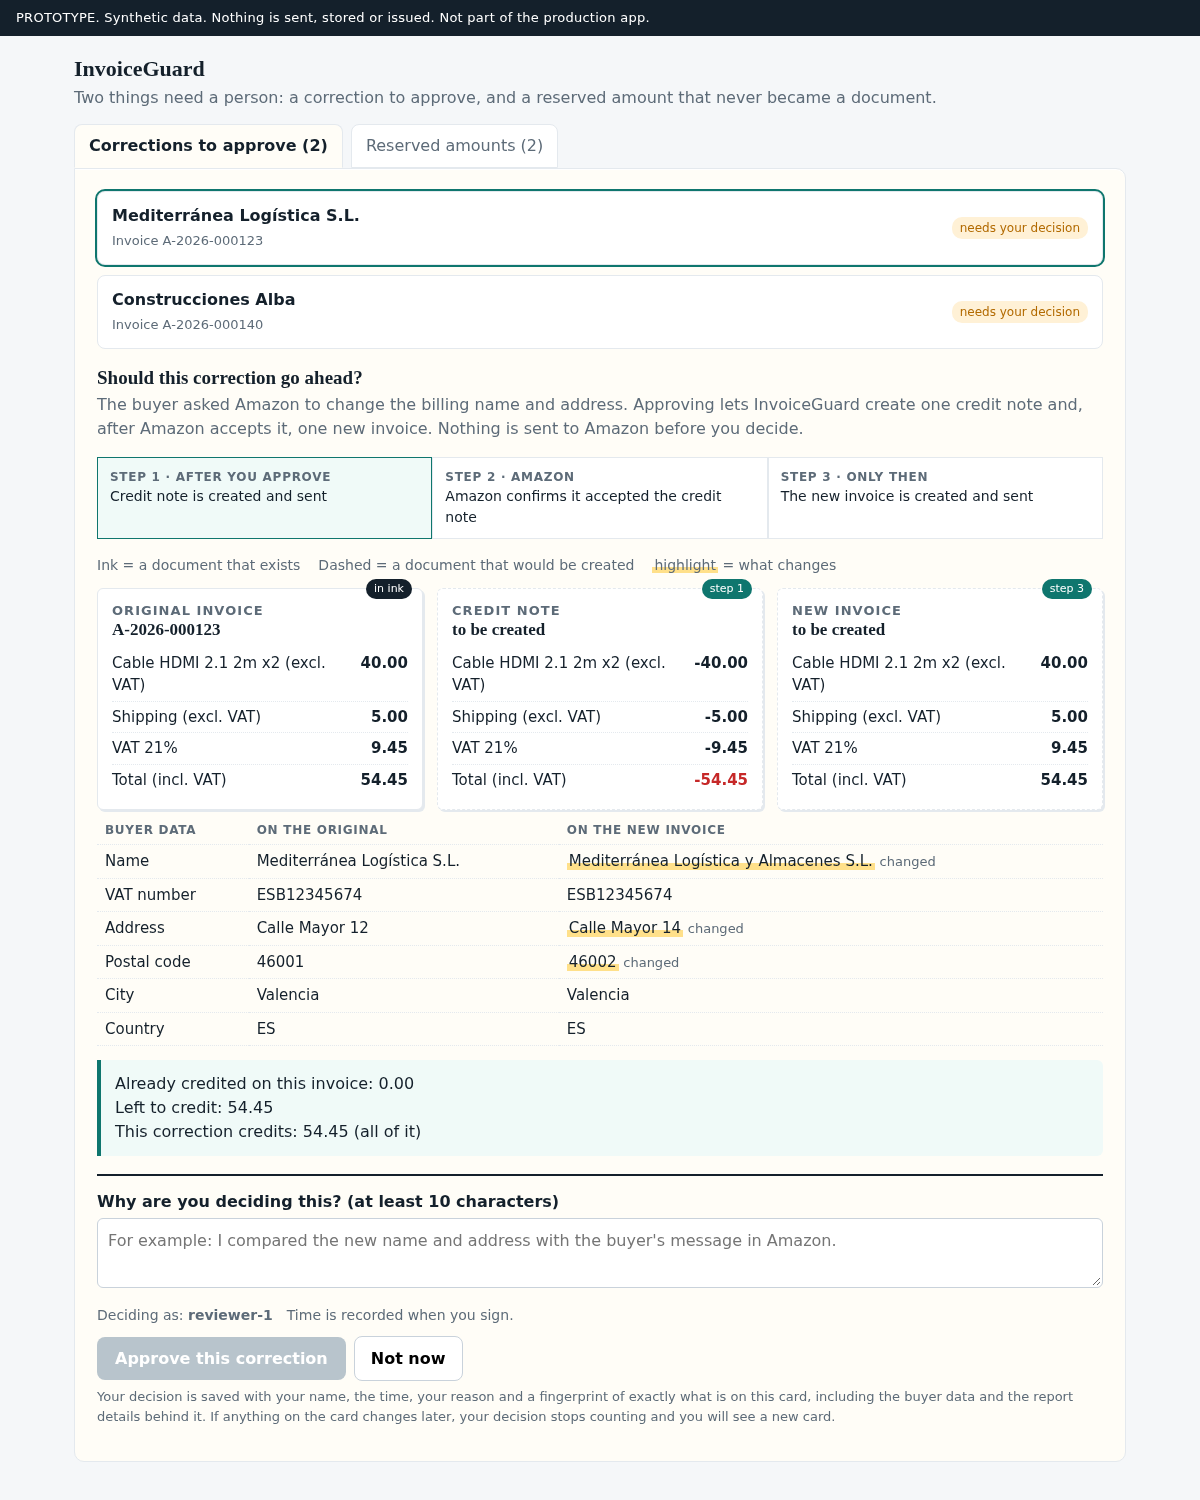 PROTOTYPE. Synthetic data. Nothing is sent, stored or issued. Not part of the production app.
InvoiceGuard
Two things need a person: a correction to approve, and a reserved amount that never became a document.
Corrections to approve (2)
Reserved amounts (2)
Mediterránea Logística S.L.
Invoice A-2026-000123
needs your decision
Construcciones Alba
Invoice A-2026-000140
needs your decision
Should this correction go ahead?
The buyer asked Amazon to change the billing name and address. Approving lets InvoiceGuard create one credit note and,
after Amazon accepts it, one new invoice. Nothing is sent to Amazon before you decide.
STEP 1 · AFTER YOU APPROVE
Credit note is created and sent
STEP 2 · AMAZON
Amazon confirms it accepted the credit
note
STEP 3 · ONLY THEN
The new invoice is created and sent
Ink = a document that exists Dashed = a document that would be created highlight = what changes
in ink
ORIGINAL INVOICE
A-2026-000123
Cable HDMI 2.1 2m x2 (excl. 40.00
VAT)
Shipping (excl. VAT) 5.00
VAT 21% 9.45
Total (incl. VAT) 54.45
step 1
CREDIT NOTE
to be created
Cable HDMI 2.1 2m x2 (excl. -40.00
VAT)
Shipping (excl. VAT) -5.00
VAT 21% -9.45
Total (incl. VAT) -54.45
step 3
NEW INVOICE
to be created
Cable HDMI 2.1 2m x2 (excl. 40.00
VAT)
Shipping (excl. VAT) 5.00
VAT 21% 9.45
Total (incl. VAT) 54.45
BUYER DATA ON THE ORIGINAL ON THE NEW INVOICE
Name Mediterránea Logística S.L. Mediterránea Logística y Almacenes S.L. changed
VAT number ESB12345674 ESB12345674
Address Calle Mayor 12 Calle Mayor 14 changed
Postal code 46001 46002 changed
City Valencia Valencia
Country ES ES
Already credited on this invoice: 0.00
Left to credit: 54.45
This correction credits: 54.45 (all of it)
Why are you deciding this? (at least 10 characters)
For example: I compared the new name and address with the buyer's message in Amazon.
Deciding as: reviewer-1 Time is recorded when you sign.
Approve this correction
Not now
Your decision is saved with your name, the time, your reason and a fingerprint of exactly what is on this card, including the buyer data and the report
details behind it. If anything on the card changes later, your decision stops counting and you will see a new card.